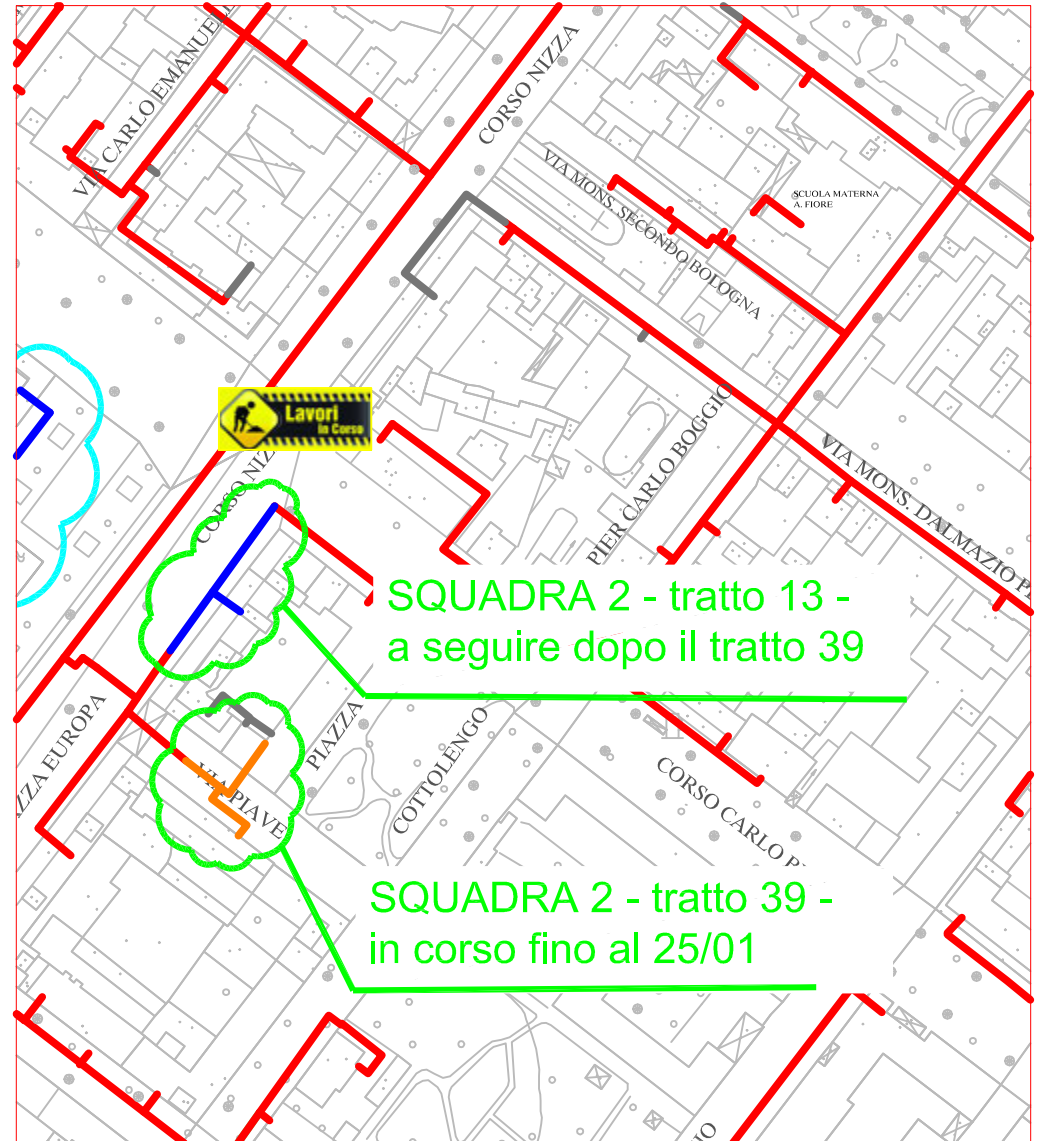 VIA CARLO EMANUELE
CORSO NIZZA
VIA MONS. SECONDO BOLOGNA
SCUOLA MATERNA
A. FIORE
Lavori
in Corso
CORSO NIZ
PIER CARLO BOGGIO
VIA MONS. DALMAZIO P
SQUADRA 2 - tratto 13 -
a seguire dopo il tratto 39
ZZA EUROPA
PIAZZA
COTTOLENGO
VIA PIAVE
CORSO CARLO
SQUADRA 2 - tratto 39 -
in corso fino al 25/01